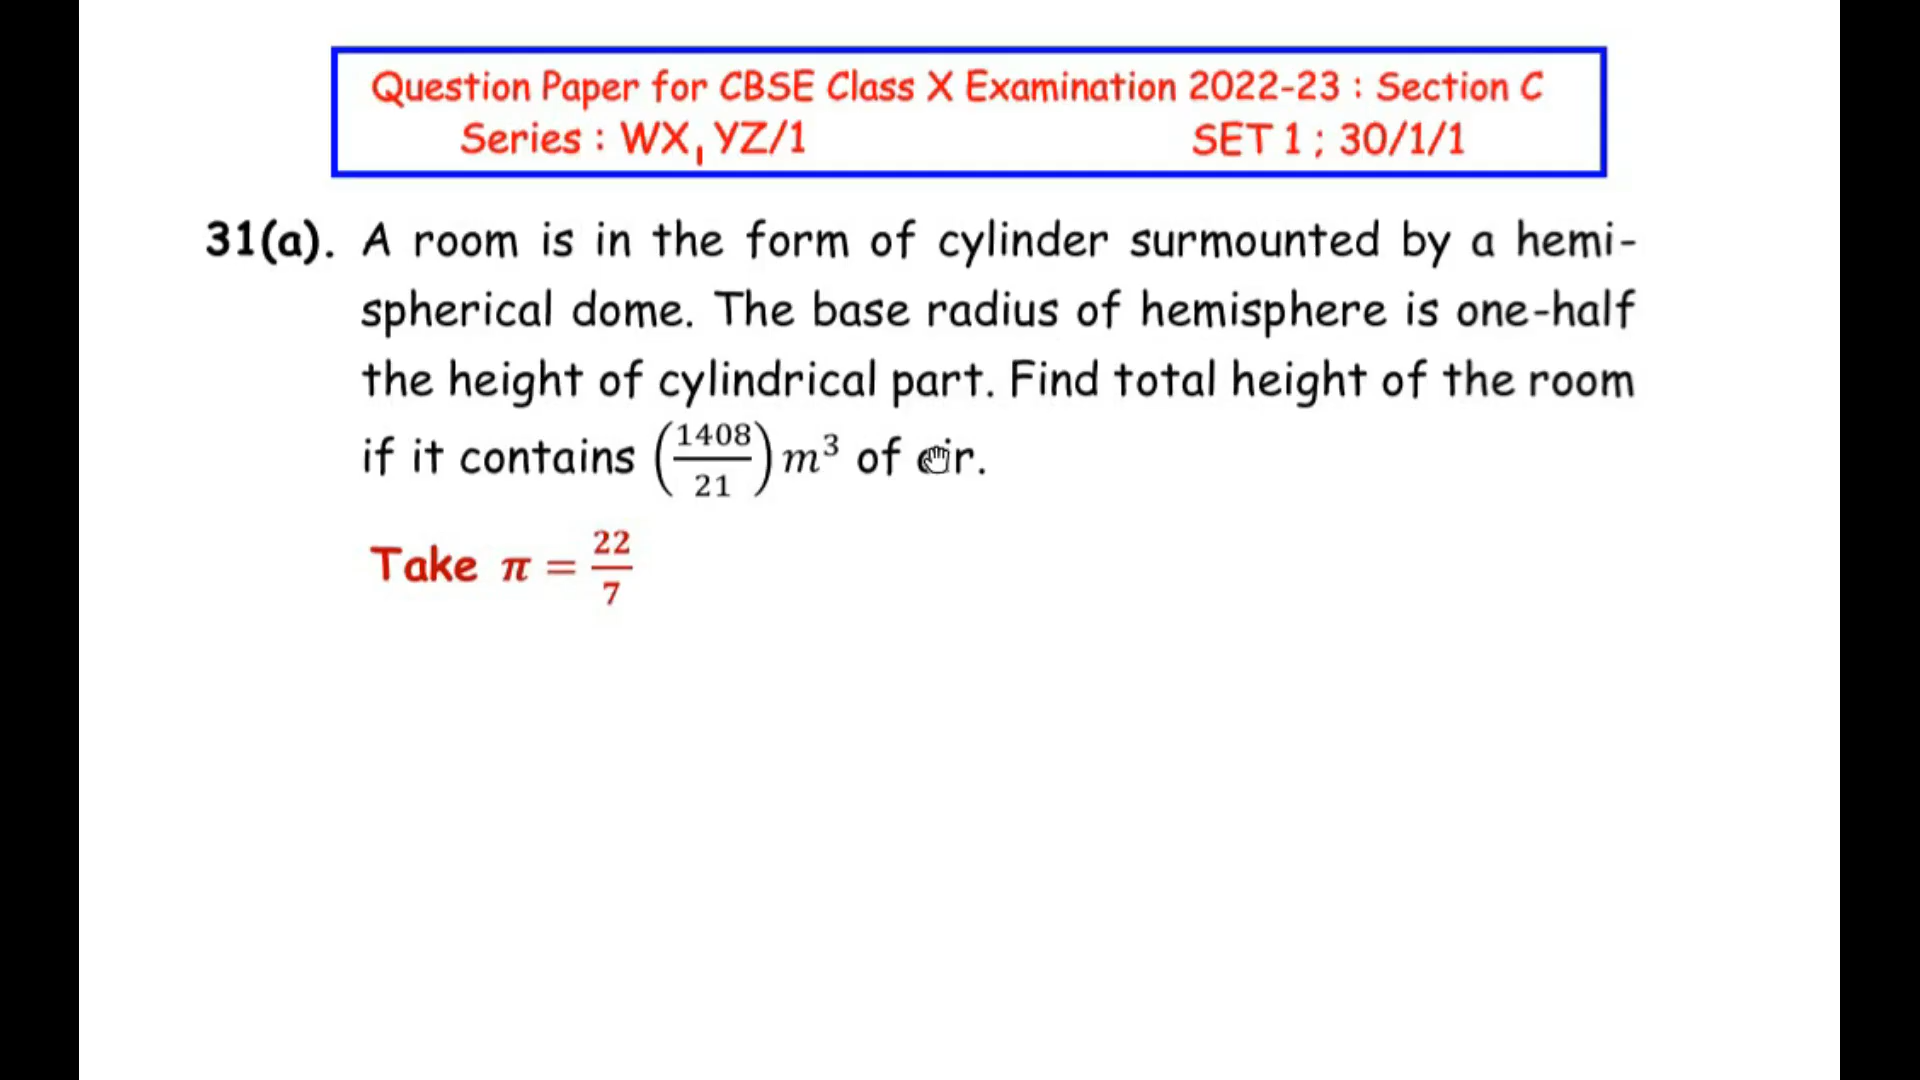 Question Paper for CBSE Class X Examination 2022-23 : Section C
Series : WX₁YZ/1 SET 1 ; 30/1/1
31(a). A room is in the form of cylinder surmounted by a hemi-
spherical dome. The base radius of hemisphere is one-half
the height of cylindrical part. Find total height of the room
if it contains (1408/21) m³ of air.
Take π = 22/7